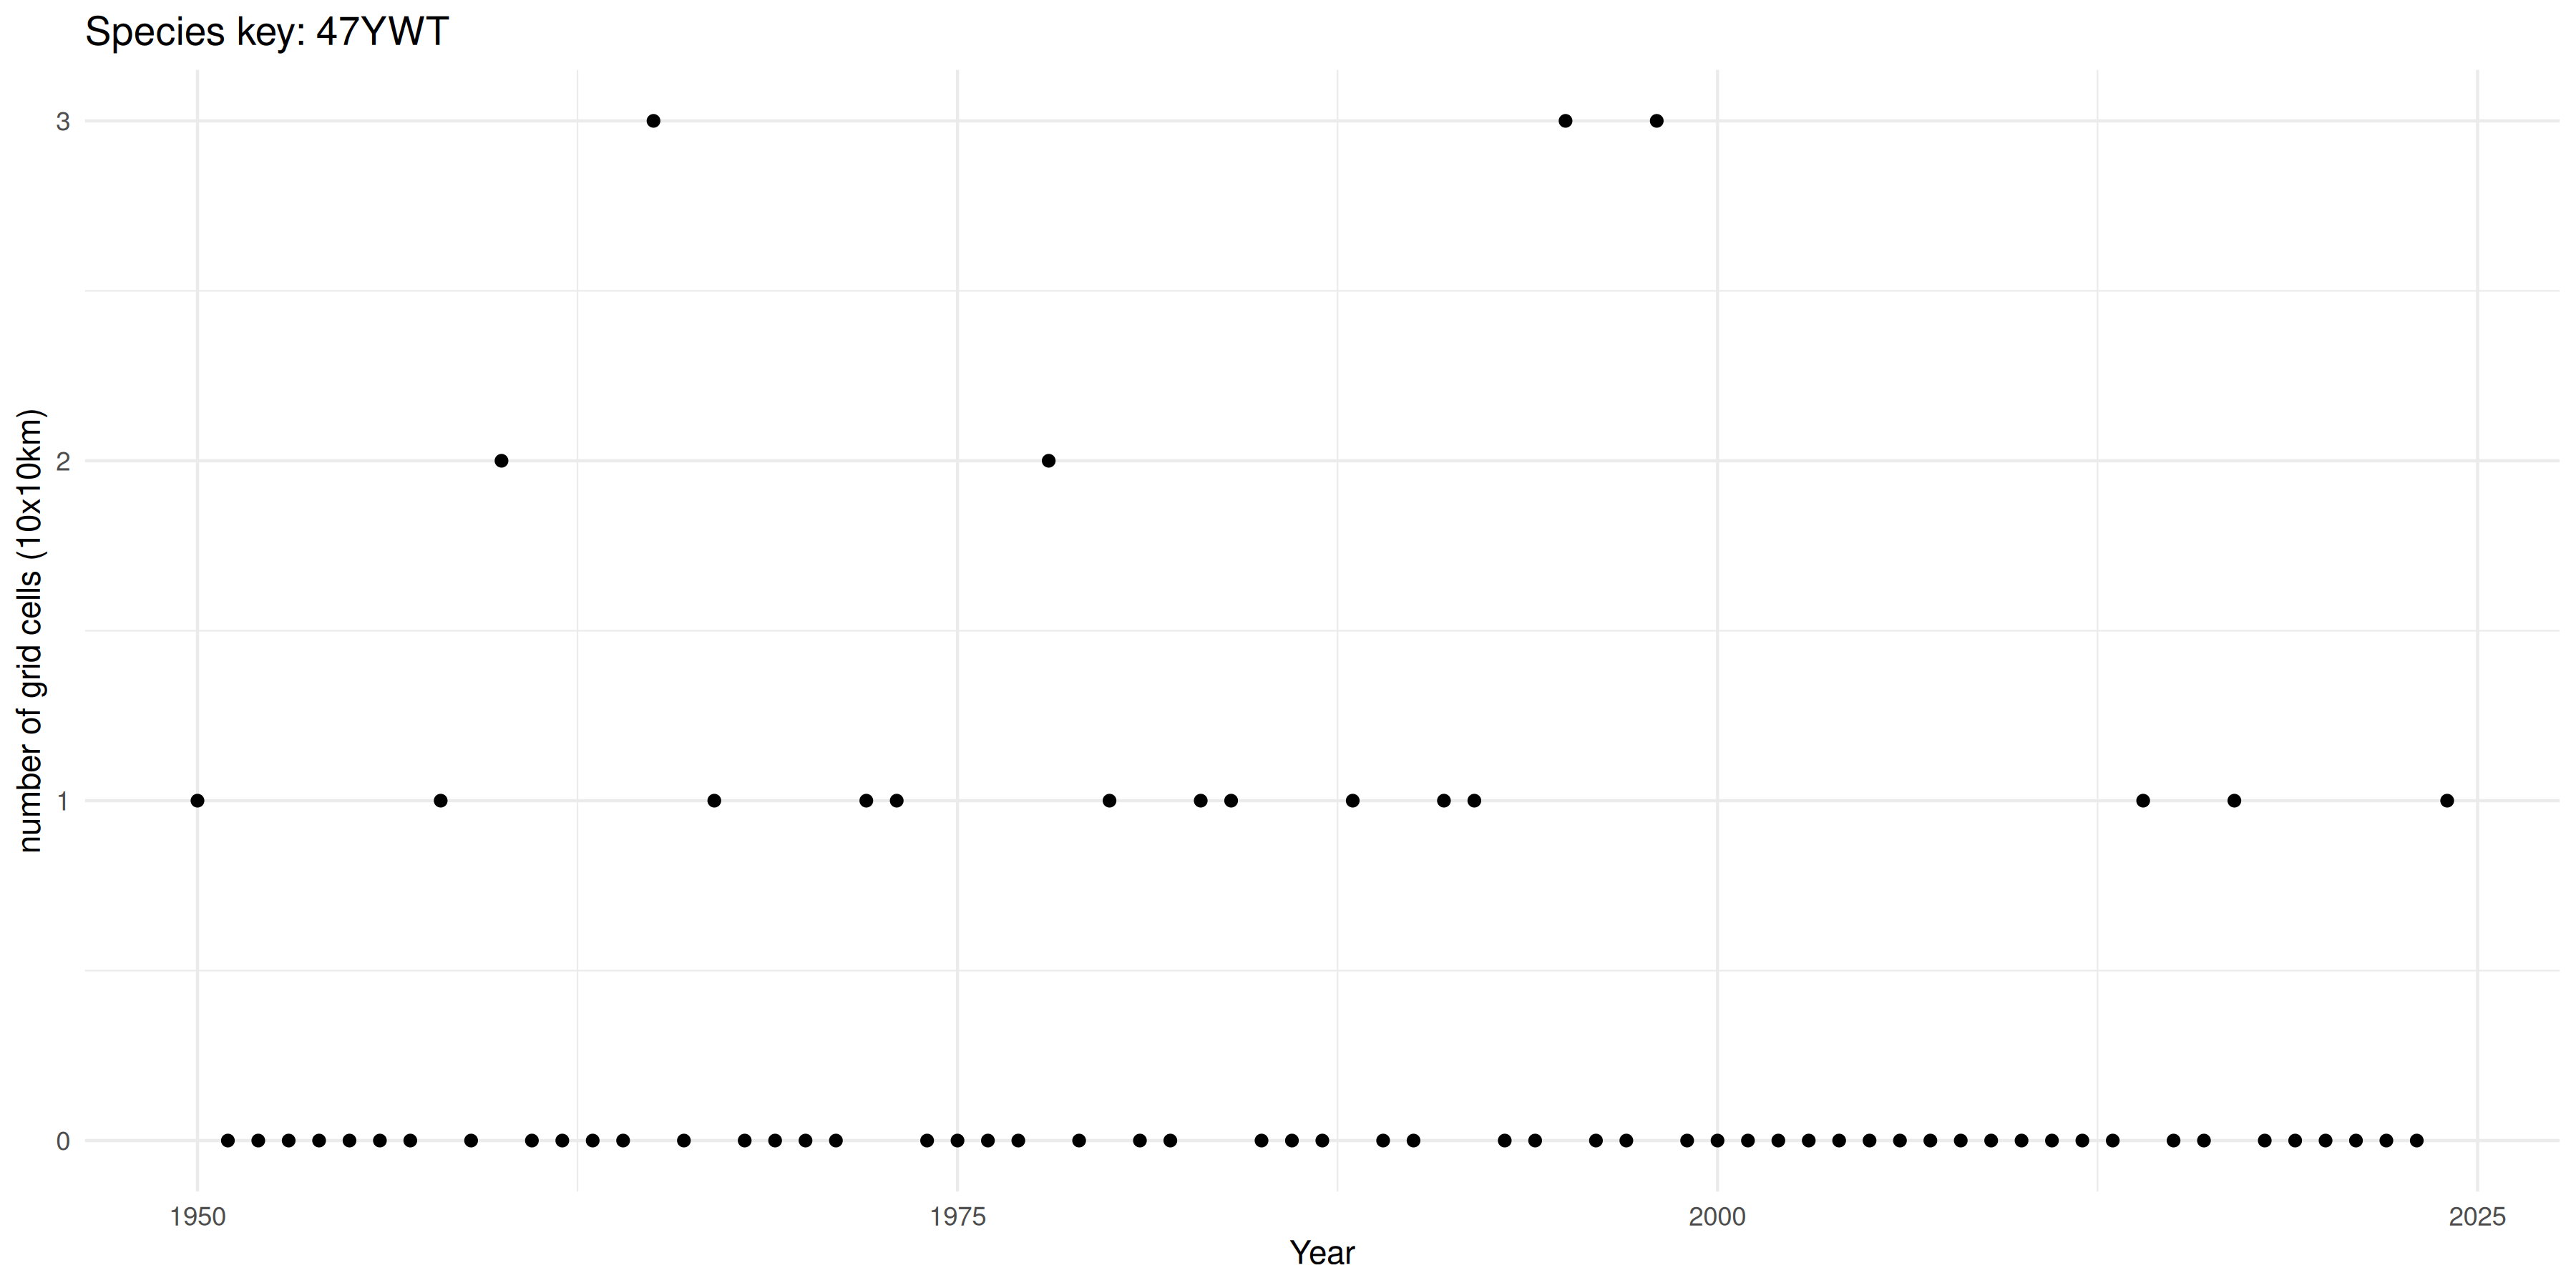 Species key: 47YWT
number of grid cells (10x10km)
3
2
1
0
1950
1975
2000
2025
Year